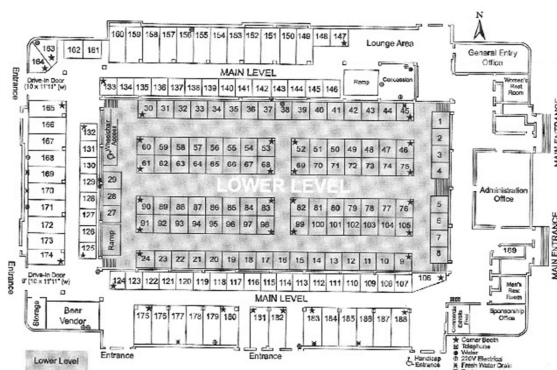 N
160 159 158 157 156 155 154 153 152 151 150 149 148 147
163
164
162 161
Lounge Area
General Entry
Office
MAIN LEVEL
Entrance
Drive-In Door
(10 x 11'11" [w)
Ramp
Concession
Women's
Rest
Room
133 134 135 136 137 138 139 140 141 142 143 144 145 146
MAIN ENTRANCE
165
166
167
168
169
170
171
172
173
174
132
131
130
129
128
127
126
125
Wheelchair
Access
29
28
27
Ramp
30 31 32 33 34 35 36 37 38 39 40 41 42 43 44 45
60 59 58 57 56 55 54 53
52 51 50 49 48 47 46
61 62 63 64 65 66 67 68
69 70 71 72 73 74 75
LOWER LEVEL
90 89 88 87 86 85 84 83
82 81 80 79 78 77 76
91 92 93 94 95 96 97 98
99 100 101 102 103 104 105
24 23 22 21 20 19 18 17 16 15 14 13 12 11 10 9
1
2
3
4
5
6
7
8
Administration
Office
MAIN ENTRANCE
Entrance
Drive-In Door
124 123 122 121 120 119 118 117 116 115 114 113 112 111 110 109 108 107
106
MAIN LEVEL
Men's
Rest
Room
Sponsorship
Office
Storage
Beer
Vendor
175 176 177 178 179 180
181 182
183 184 185 186 187 188
Entrance
Entrance
Handicap
Entrance
Corner Booth
Telephone
Water
220V Electrical
Fresh Water Drain
Lower Level